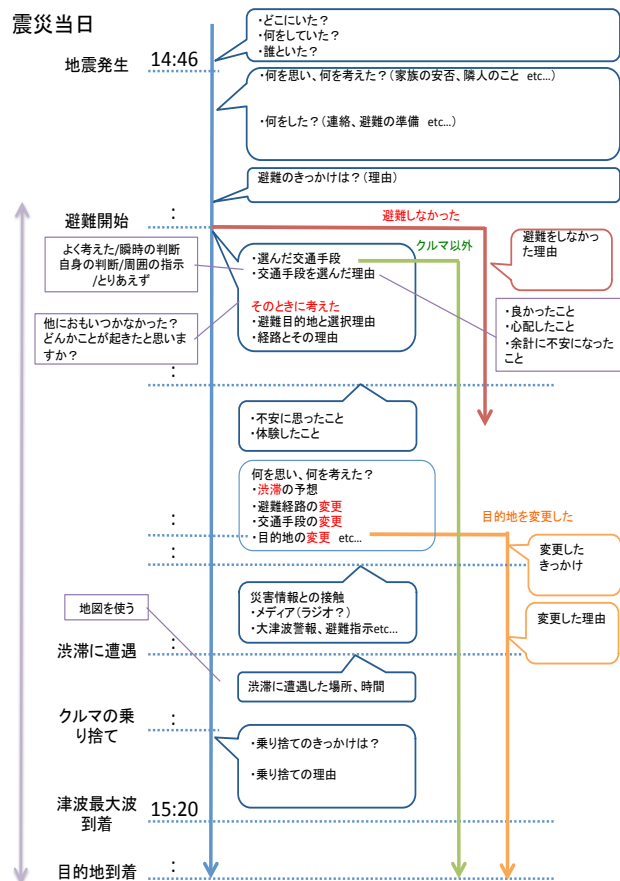 震災当日
・どこにいた？
・何をしていた？
・誰といた？
地震発生 14:46
・何を思い、何を考えた？（家族の安否、隣人のこと etc...）
・何をした？（連絡、避難の準備 etc...）
避難のきっかけは？（理由）
避難開始 :
避難しなかった
避難をしなかっ
た理由
クルマ以外
よく考えた/瞬時の判断
自身の判断/周囲の指示
/とりあえず
・選んだ交通手段
・交通手段を選んだ理由
そのときに考えた
・避難目的地と選択理由
・経路とその理由
他におもいつかなかった？
どんかことが起きたと思いま
すか？
・良かったこと
・心配したこと
・余計に不安になった
こと
:
・不安に思ったこと
・体験したこと
何を思い、何を考えた？
・渋滞の予想
・避難経路の変更
・交通手段の変更
・目的地の変更 etc...
目的地を変更した
:
:
変更した
きっかけ
災害情報との接触
・メディア（ラジオ？）
・大津波警報、避難指示etc...
地図を使う
変更した理由
渋滞に遭遇 :
渋滞に遭遇した場所、時間
クルマの乗
り捨て
:
・乗り捨てのきっかけは？
・乗り捨ての理由
津波最大波
到着
15:20
目的地到着 :